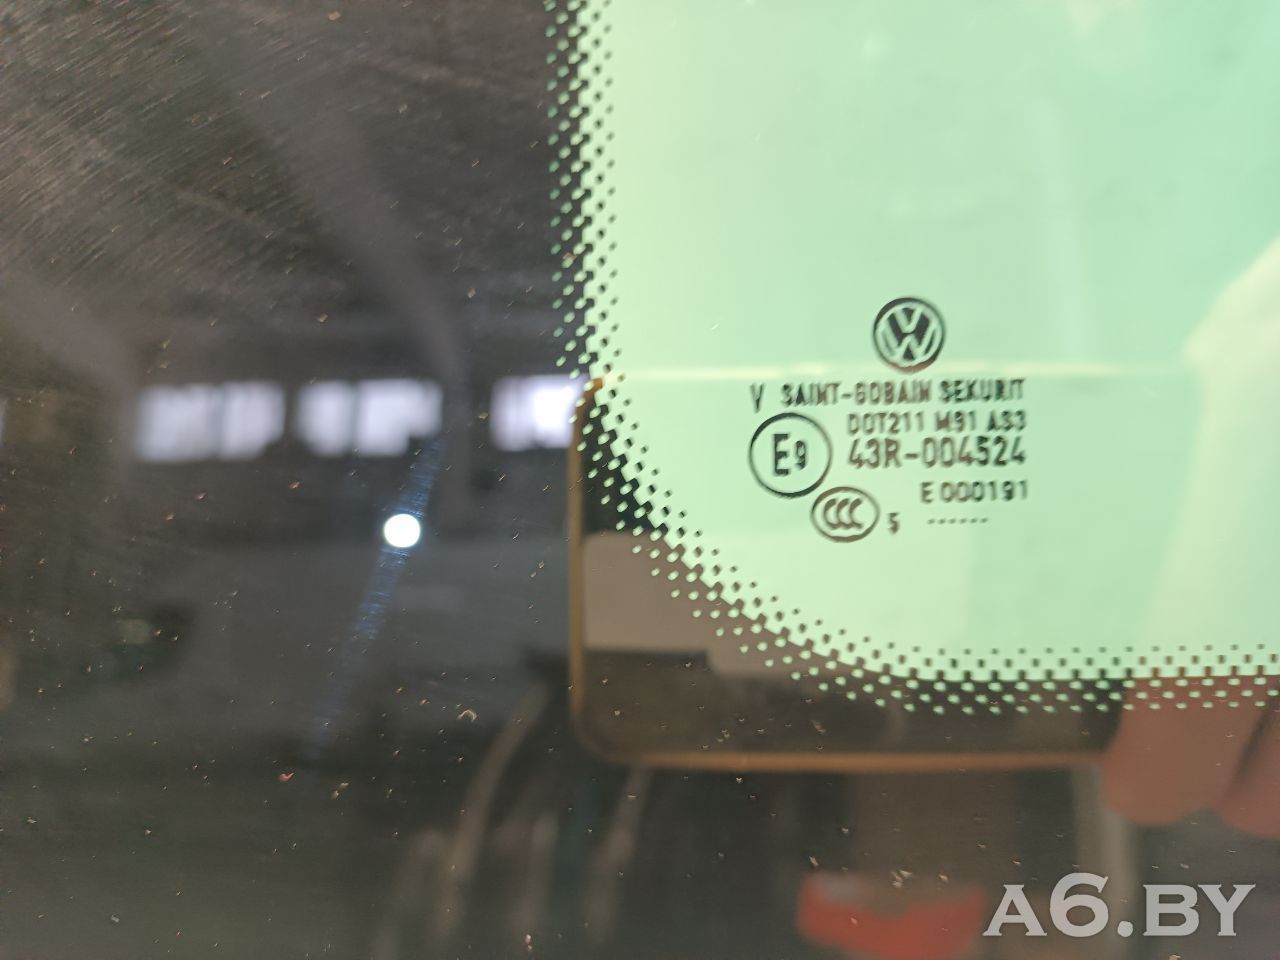 V SAINT-GOBAIN SEKURIT
DOT211 M91 AS3
E9 43R-004524
E 000191
CCC 5 ······
A6.BY